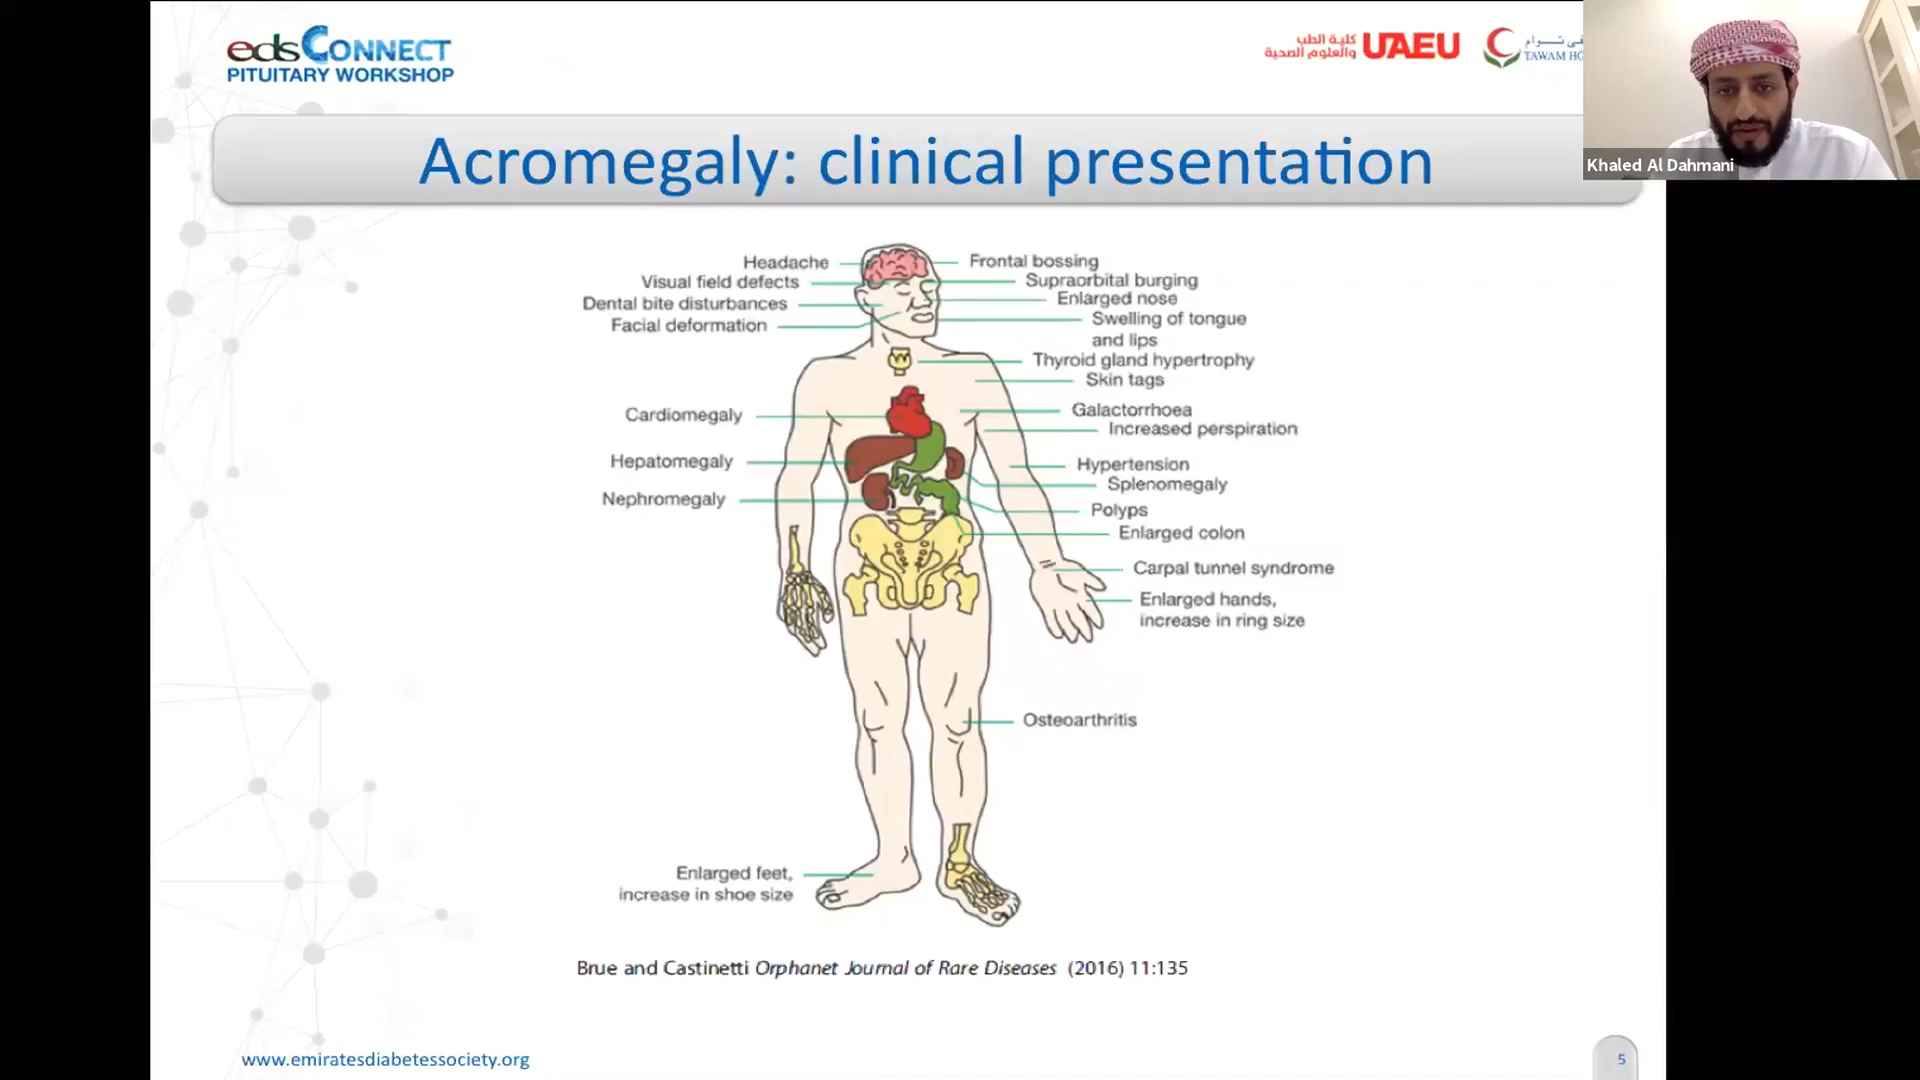 eds CONNECT
PITUITARY WORKSHOP
كلية الطب
والعلوم الصحية
UAEU
TAWAM
Khaled Al Dahmani
Acromegaly: clinical presentation
Headache
Visual field defects
Dental bite disturbances
Facial deformation
Cardiomegaly
Hepatomegaly
Nephromegaly
Enlarged feet,
increase in shoe size
Frontal bossing
Supraorbital burging
Enlarged nose
Swelling of tongue
and lips
Thyroid gland hypertrophy
Skin tags
Galactorrhoea
Increased perspiration
Hypertension
Splenomegaly
Polyps
Enlarged colon
Carpal tunnel syndrome
Enlarged hands,
increase in ring size
Osteoarthritis
Brue and Castinetti Orphanet Journal of Rare Diseases (2016) 11:135
www.emiratesdiabetessociety.org
5